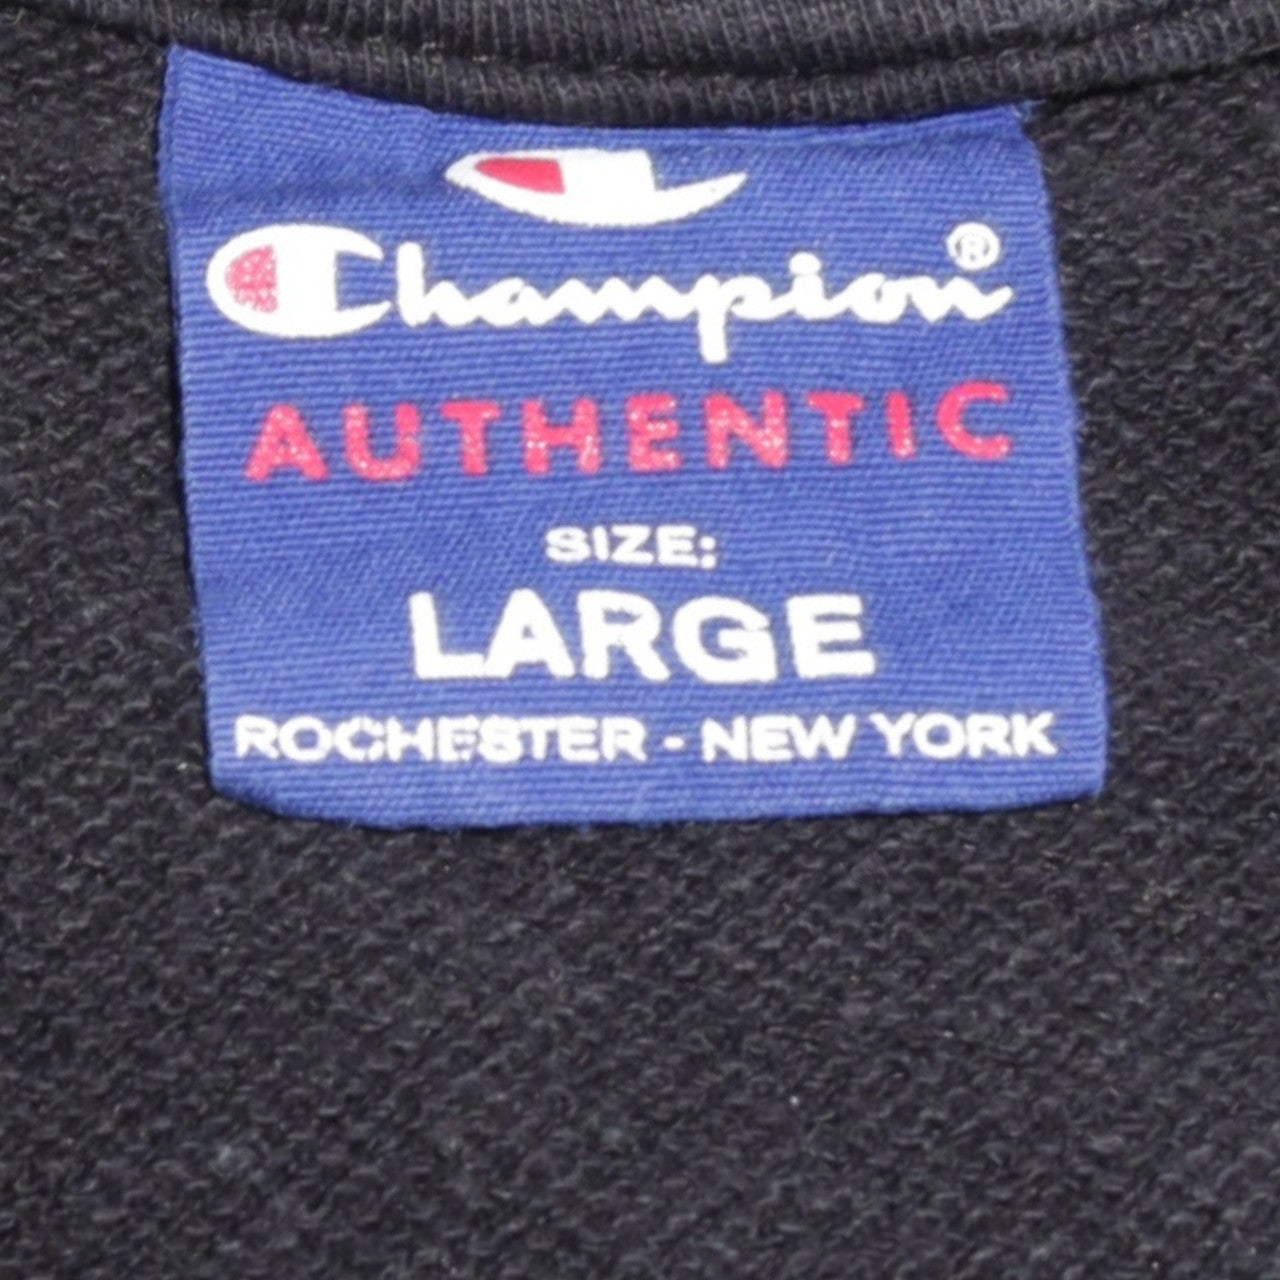 Champion®
AUTHENTIC
SIZE:
LARGE
ROCHESTER - NEW YORK